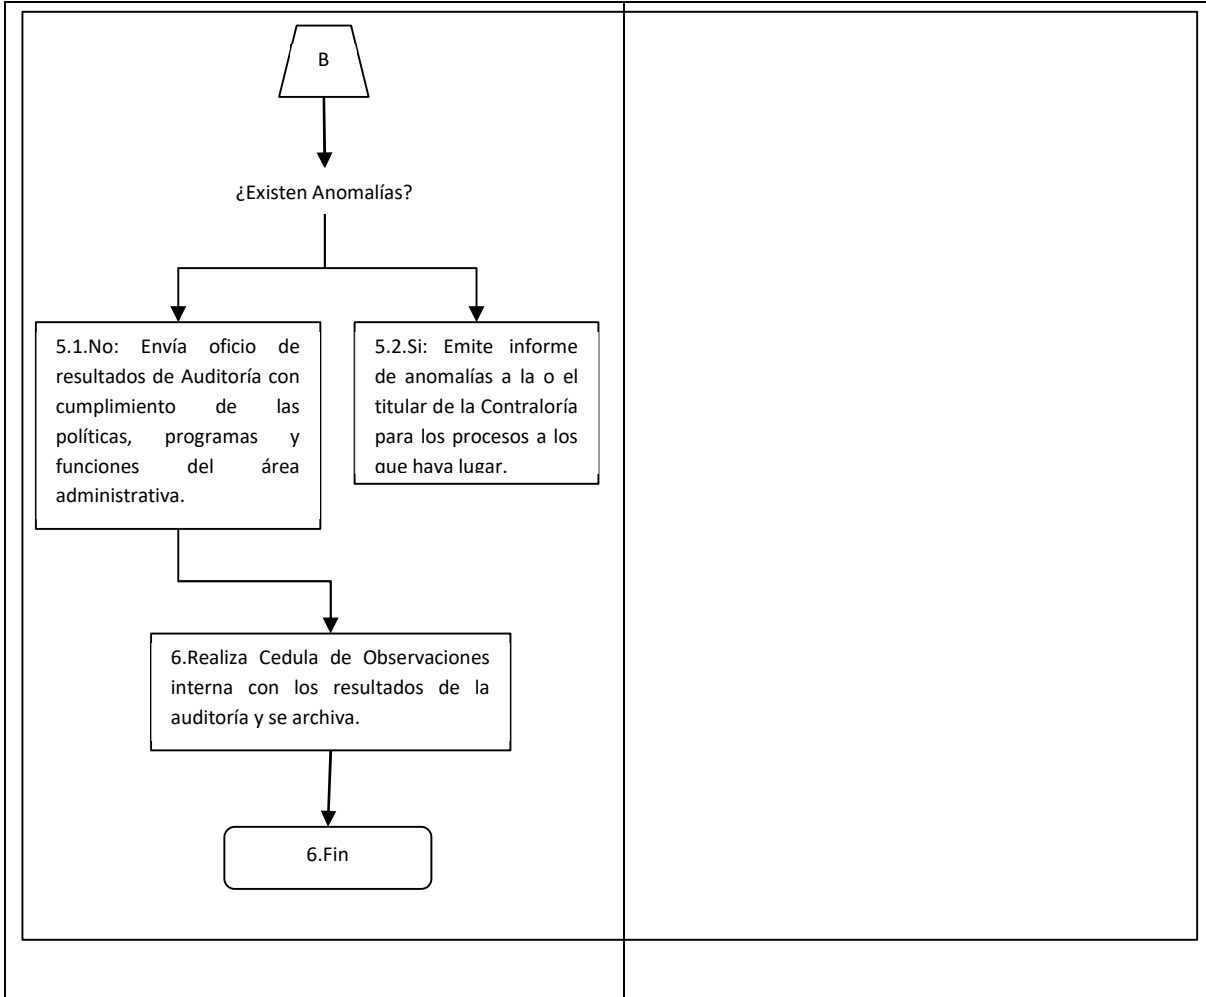 B
¿Existen Anomalías?
5.1.No: Envía oficio de
resultados de Auditoría con
cumplimiento de las
políticas, programas y
funciones del área
administrativa.
5.2.Si: Emite informe
de anomalías a la o el
titular de la Contraloría
para los procesos a los
que haya lugar.
6.Realiza Cedula de Observaciones
interna con los resultados de la
auditoría y se archiva.
6.Fin